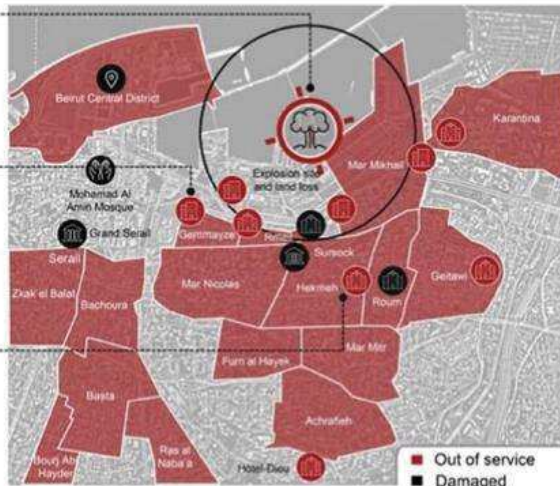 Beirut Central District
Karantina
Mar Mikhail
Explosion site
and land loss
Mohamad Al
Amin Mosque
Grand Serail
Gemmayze
Serail
Sursock
Zkak el Balat
Bachoura
Mar Nicolas
Hekmeh
Roum
Geitawi
Furn al Hayek
Mar Mitr
Basta
Achrafieh
Ras al
Naba'a
Hayder
Hotel-Dieu
Out of service
Damaged